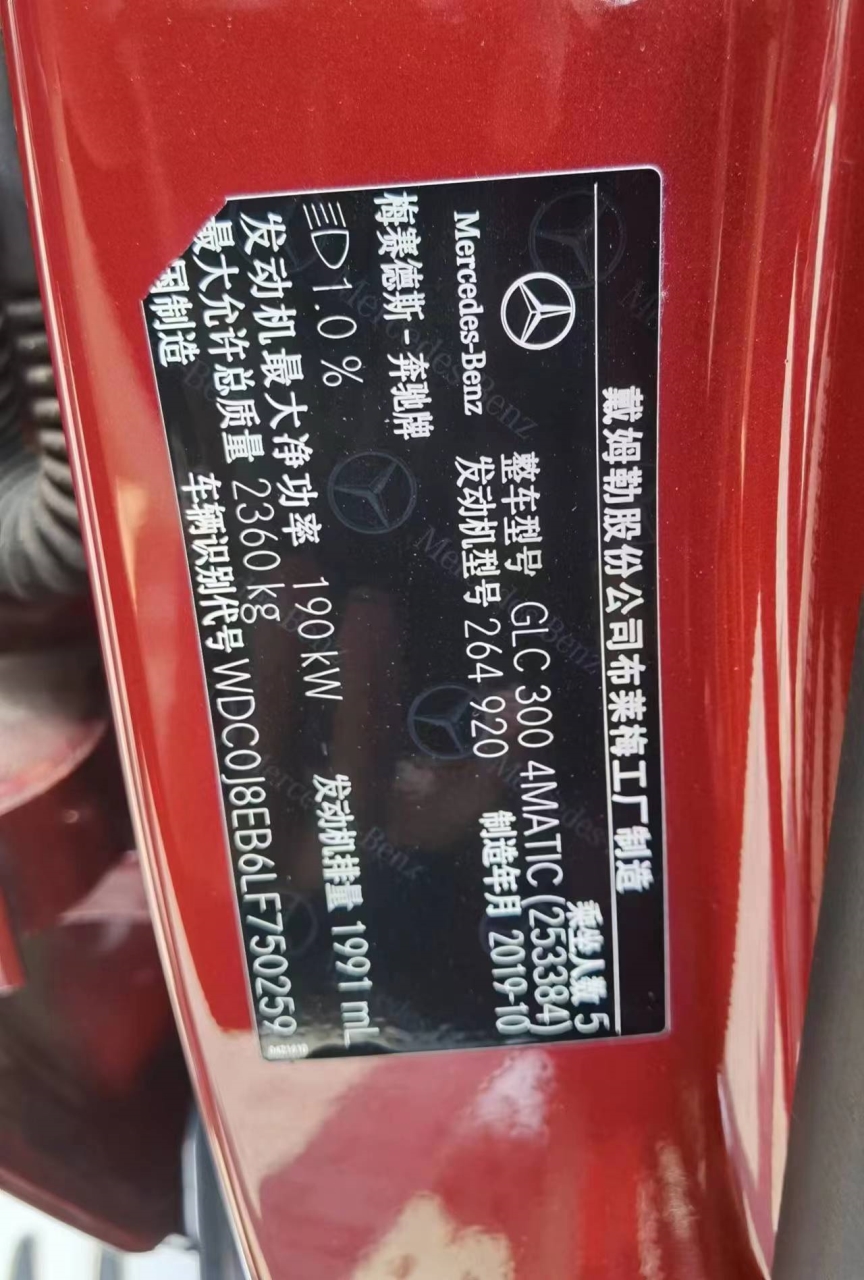 戴姆勒股份公司布莱梅工厂制造
乘坐人数 5
整车型号 GLC 300 4MATIC (253384)
Mercedes-Benz
发动机型号 264 920
制造年月 2019-10
梅赛德斯-奔驰牌
1.0 %
发动机排量 1991 mL
发动机最大净功率 190 kW
最大允许总质量 2360 kg
国制造
车辆识别代号 WDC0J8EB6LF750259